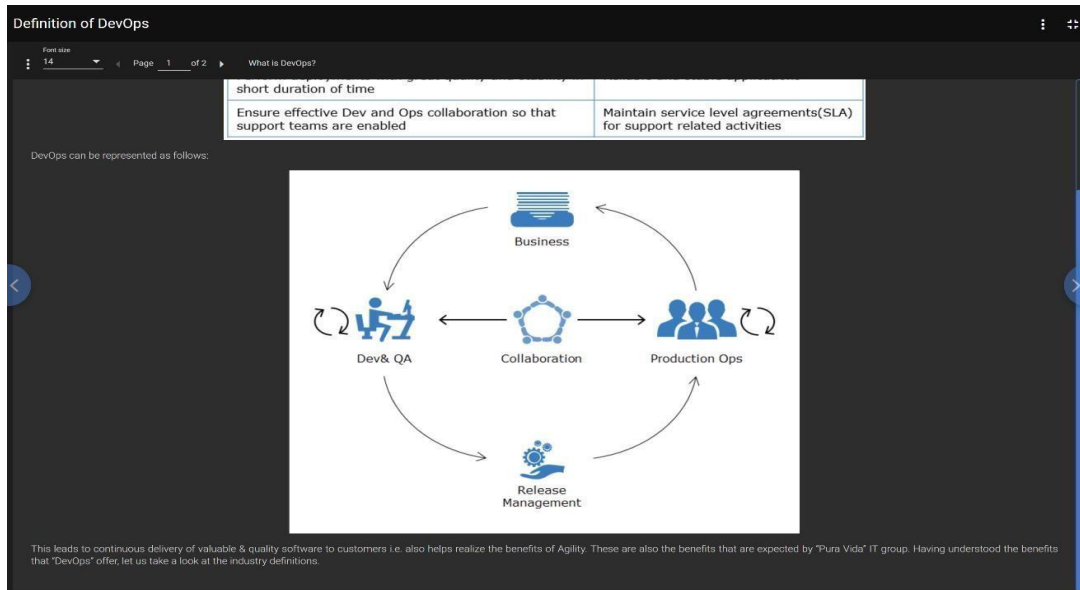 Definition of DevOps
Font size
14
Page 1 of 2
What is DevOps?
short duration of time
Ensure effective Dev and Ops collaboration so that
support teams are enabled
Maintain service level agreements(SLA)
for support related activities
DevOps can be represented as follows:
Business
Dev& QA
Collaboration
Production Ops
Release
Management
This leads to continuous delivery of valuable & quality software to customers i.e. also helps realize the benefits of Agility. These are also the benefits that are expected by "Pura Vida" IT group. Having understood the benefits
that "DevOps" offer, let us take a look at the industry definitions.